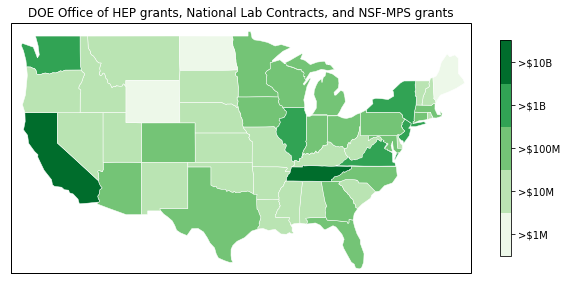 DOE Office of HEP grants, National Lab Contracts, and NSF-MPS grants
>$10B
>$1B
>$100M
>$10M
>$1M